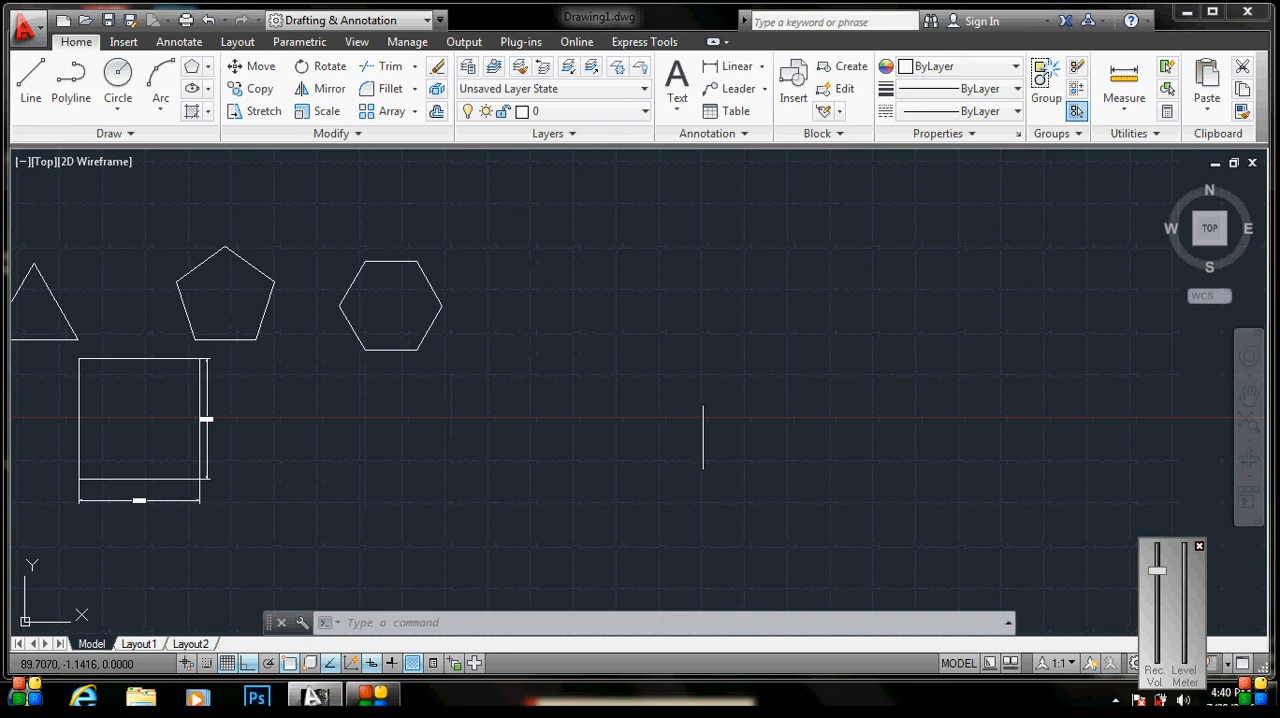 Drafting & Annotation
Drawing1.dwg
Type a keyword or phrase
Sign In
Home Insert Annotate Layout Parametric View Manage Output Plug-ins Online Express Tools
Line
Polyline
Circle
Arc
Draw
Move Rotate Trim
Copy Mirror Fillet
Stretch Scale Array
Modify
Unsaved Layer State
0
Layers
Text
Linear
Leader
Table
Annotation
Insert
Create
Edit
Block
ByLayer
ByLayer
ByLayer
Properties
Group
Groups
Measure
Utilities
Paste
Clipboard
[−][Top][2D Wireframe]
N
W TOP E
S
WCS
Y
X
Type a command
Model Layout1 Layout2
89.7070, -1.1416, 0.0000
MODEL
1:1
Rec. Vol.
Level Meter
Ps
4:40 PM